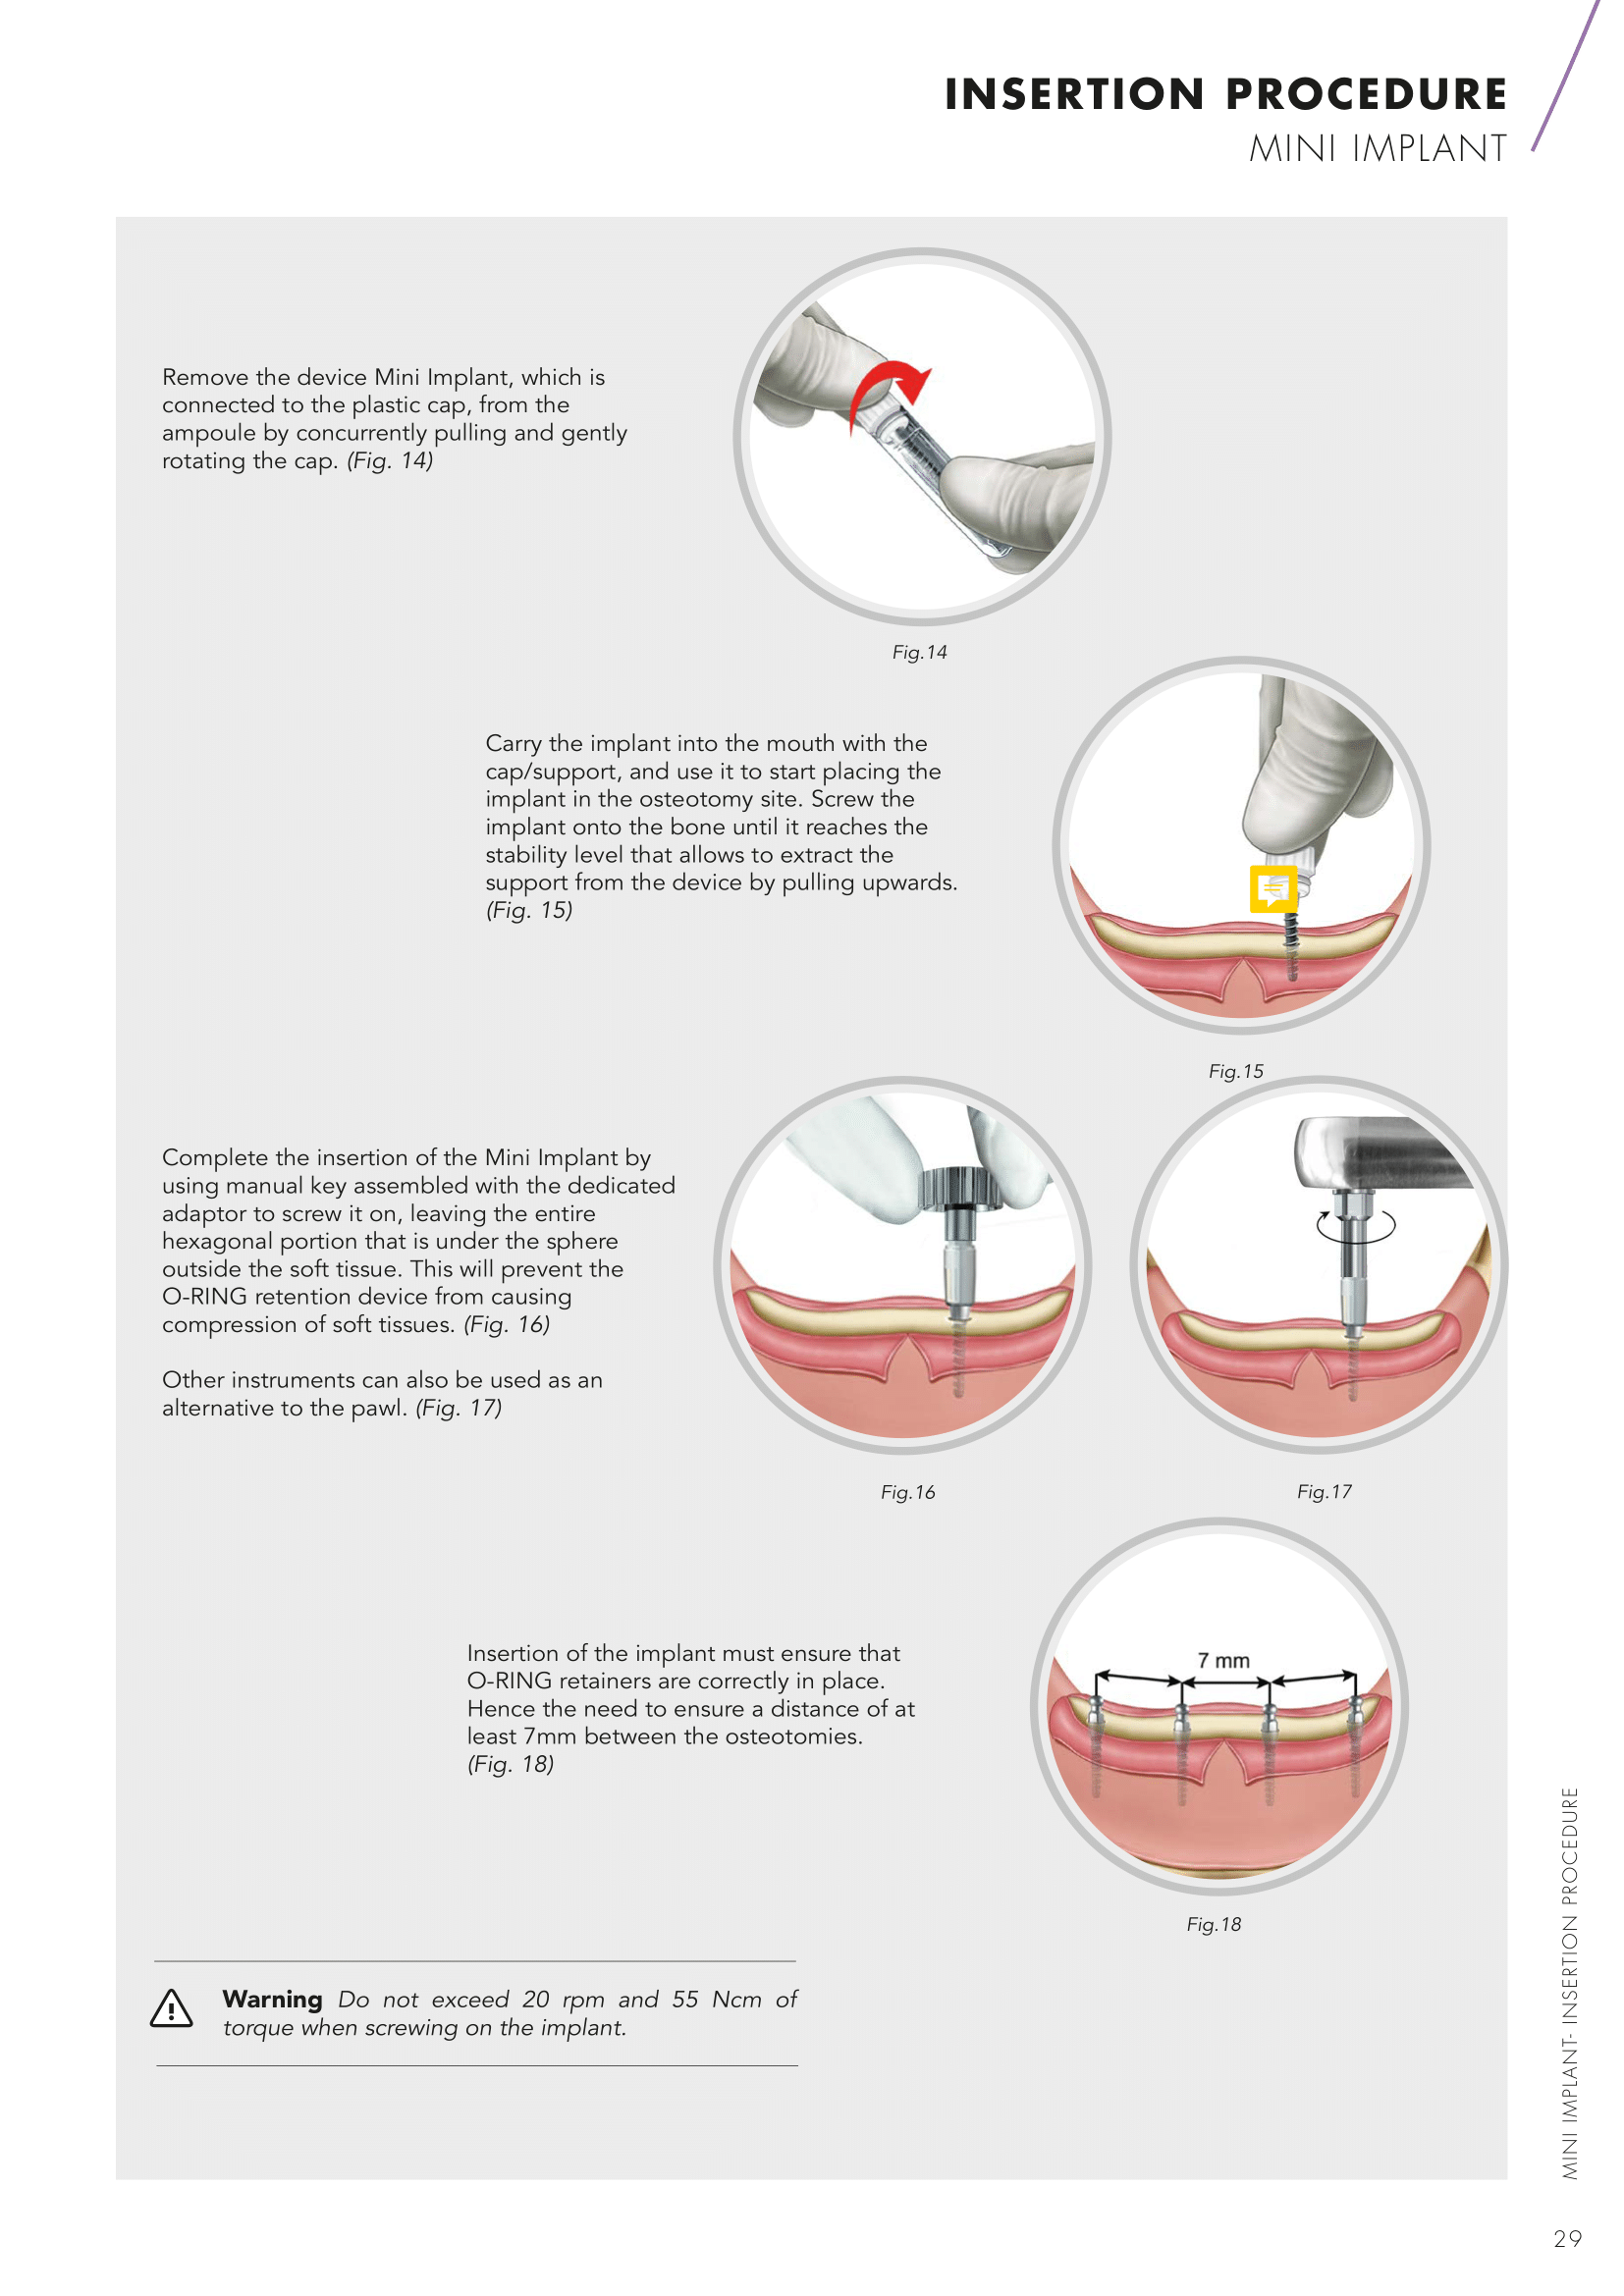 INSERTION PROCEDURE
MINI IMPLANT
Remove the device Mini Implant, which is
connected to the plastic cap, from the
ampoule by concurrently pulling and gently
rotating the cap. (Fig. 14)
Fig.14
Carry the implant into the mouth with the
cap/support, and use it to start placing the
implant in the osteotomy site. Screw the
implant onto the bone until it reaches the
stability level that allows to extract the
support from the device by pulling upwards.
(Fig. 15)
Fig.15
Complete the insertion of the Mini Implant by
using manual key assembled with the dedicated
adaptor to screw it on, leaving the entire
hexagonal portion that is under the sphere
outside the soft tissue. This will prevent the
O-RING retention device from causing
compression of soft tissues. (Fig. 16)
Other instruments can also be used as an
alternative to the pawl. (Fig. 17)
Fig.16
Fig.17
Insertion of the implant must ensure that
O-RING retainers are correctly in place.
Hence the need to ensure a distance of at
least 7mm between the osteotomies.
(Fig. 18)
7 mm
Fig.18
Warning Do not exceed 20 rpm and 55 Ncm of
torque when screwing on the implant.
MINI IMPLANT- INSERTION PROCEDURE
29